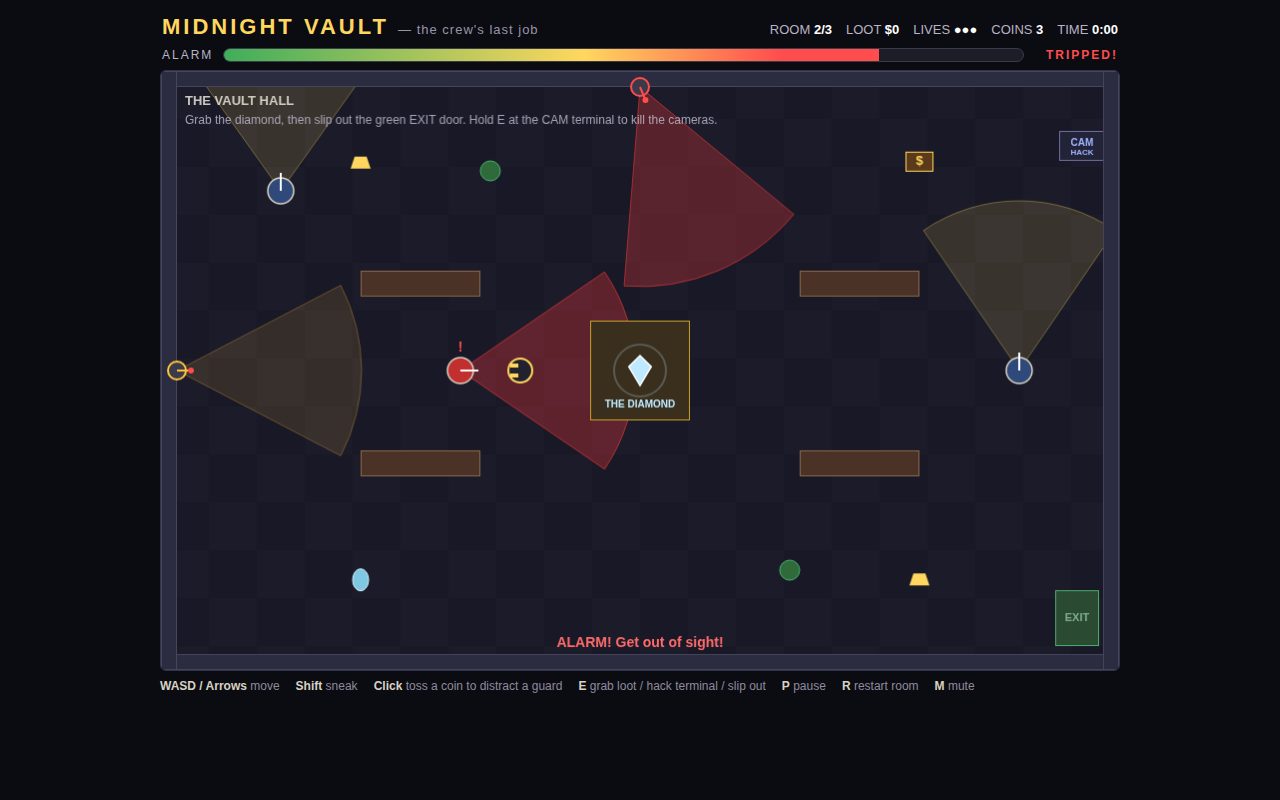 MIDNIGHT VAULT — the crew's last job
ROOM 2/3 LOOT $0 LIVES ●●● COINS 3 TIME 0:00
ALARM TRIPPED!
THE VAULT HALL
Grab the diamond, then slip out the green EXIT door. Hold E at the CAM terminal to kill the cameras.
CAM
HACK
$
!
THE DIAMOND
EXIT
ALARM! Get out of sight!
WASD / Arrows move Shift sneak Click toss a coin to distract a guard E grab loot / hack terminal / slip out P pause R restart room M mute